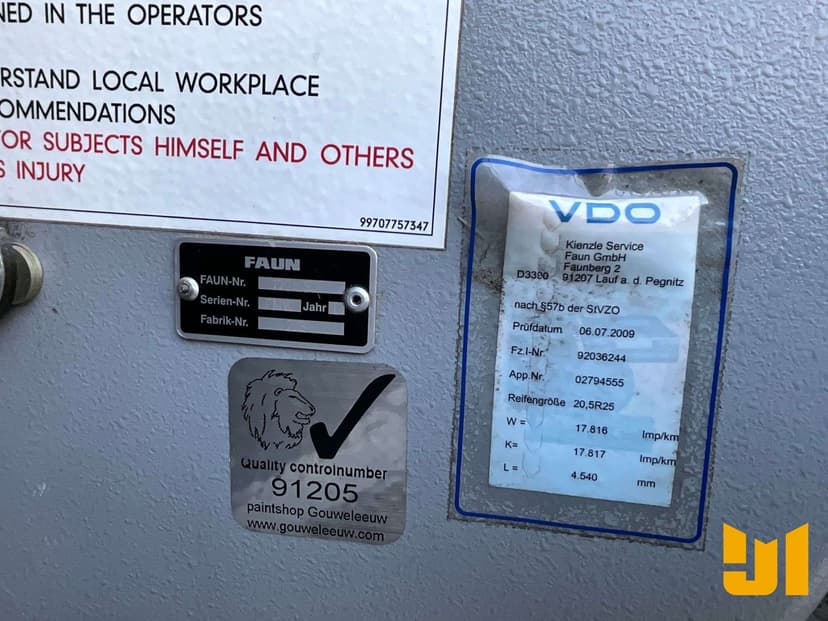 NED IN THE OPERATORS
ERSTAND LOCAL WORKPLACE
OMMENDATIONS
OR SUBJECTS HIMSELF AND OTHERS
S INJURY
99707757347
FAUN
FAUN-Nr.
Serien-Nr. Jahr
Fabrik-Nr.
Quality controlnumber
91205
paintshop Gouweleeuw
www.gouweleeuw.com
VDO
Kienzle Service
Faun GmbH
Faunberg 2
D3390 91207 Lauf a. d. Pegnitz
nach §57b der StVZO
Prüfdatum 06.07.2009
Fz.I-Nr. 92036244
App.Nr. 02794555
Reifengröße 20,5R25
W = 17.816 Imp/km
K= 17.817 Imp/km
L = 4.540 mm